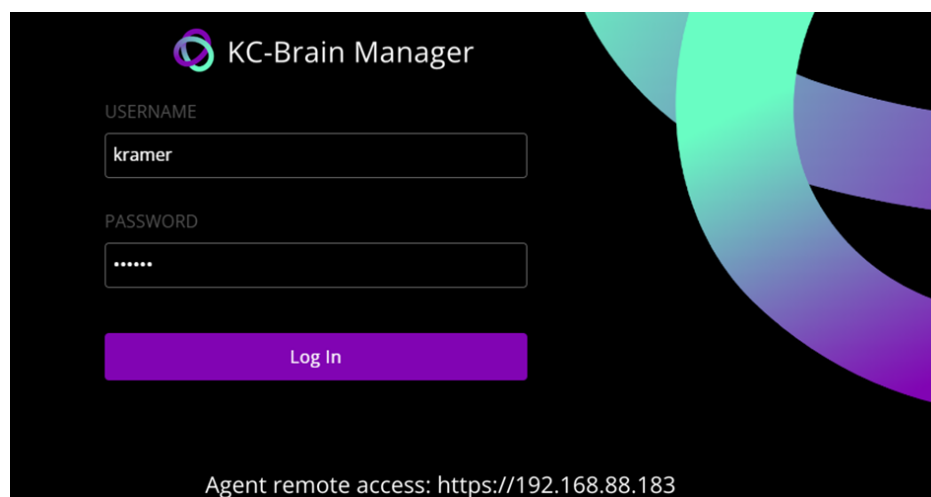 KC-Brain Manager
USERNAME
kramer
PASSWORD
••••••
Log In
Agent remote access: https://192.168.88.183